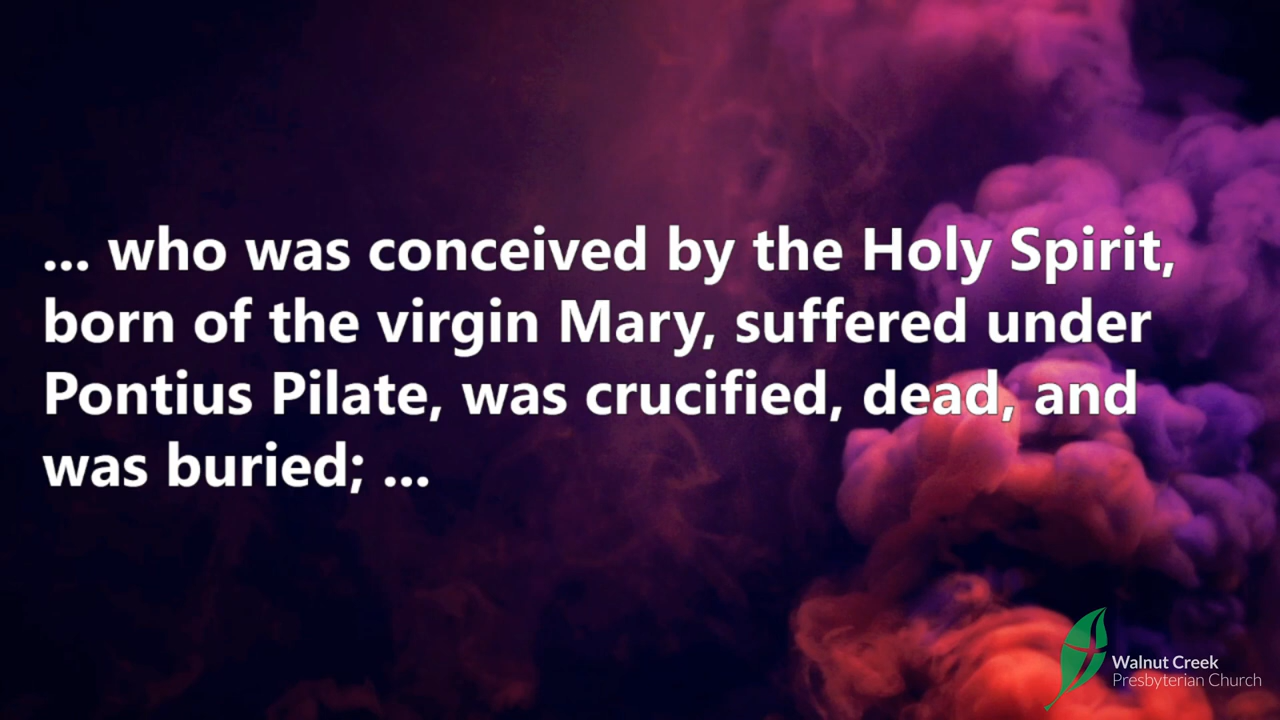 ... who was conceived by the Holy Spirit,
born of the virgin Mary, suffered under
Pontius Pilate, was crucified, dead, and
was buried; ...
Walnut Creek
Presbyterian Church